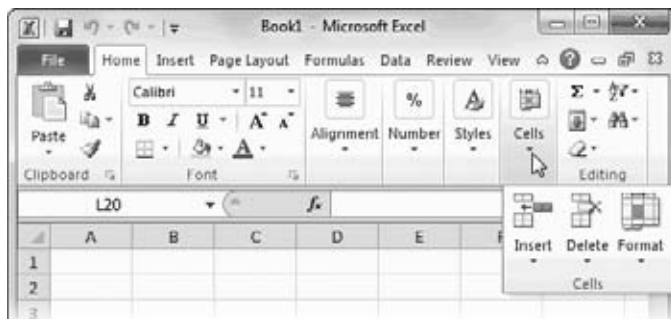 Book1 - Microsoft Excel
File Home Insert Page Layout Formulas Data Review View
Paste
Calibri 11
B I U A A
A
Alignment Number Styles Cells
%
Σ
Clipboard Font Editing
L20 fx
A B C D E F
1
2
3
Insert Delete Format
Cells